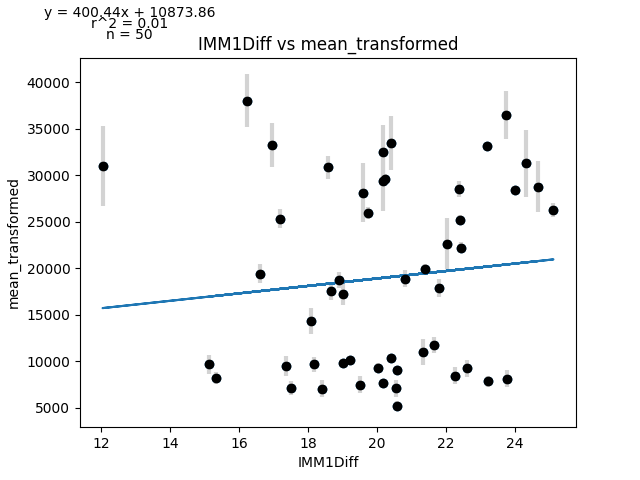 y = 400.44x + 10873.86
r^2 = 0.01
n = 50
IMM1Diff vs mean_transformed
mean_transformed
40000
35000
30000
25000
20000
15000
10000
5000
12 14 16 18 20 22 24
IMM1Diff